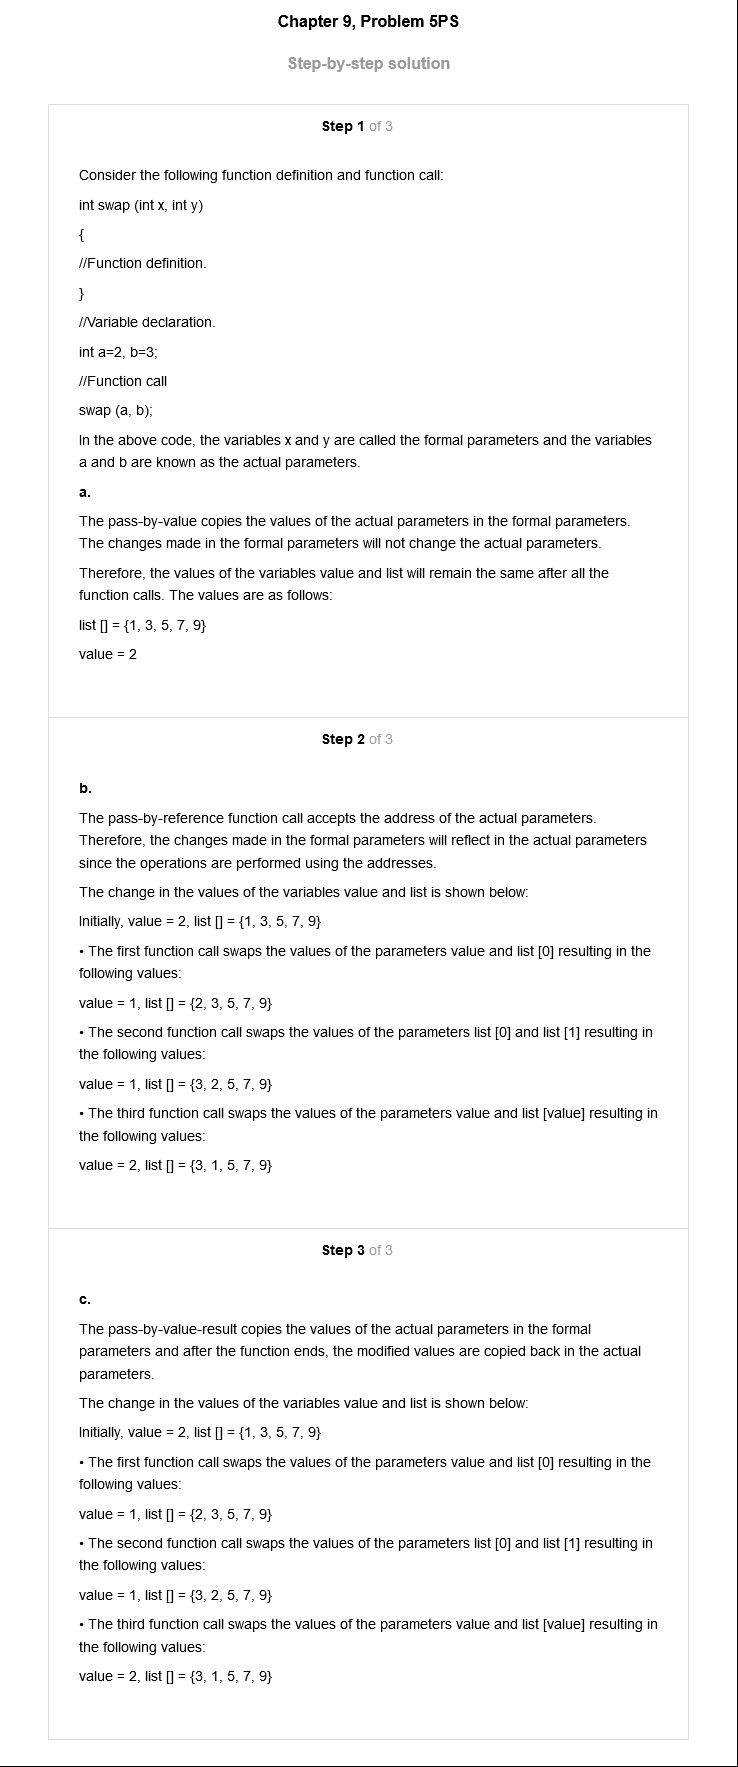 Chapter 9, Problem 5PS
Step-by-step solution
Step 1 of 3
Consider the following function definition and function call:
int swap (int x, int y)
{
//Function definition.
}
//Variable declaration.
int a=2, b=3;
//Function call
swap (a, b);
In the above code, the variables x and y are called the formal parameters and the variables
a and b are known as the actual parameters.
a.
The pass-by-value copies the values of the actual parameters in the formal parameters.
The changes made in the formal parameters will not change the actual parameters.
Therefore, the values of the variables value and list will remain the same after all the
function calls. The values are as follows:
list [] = {1, 3, 5, 7, 9}
value = 2
Step 2 of 3
b.
The pass-by-reference function call accepts the address of the actual parameters.
Therefore, the changes made in the formal parameters will reflect in the actual parameters
since the operations are performed using the addresses.
The change in the values of the variables value and list is shown below:
Initially, value = 2, list [] = {1, 3, 5, 7, 9}
• The first function call swaps the values of the parameters value and list [0] resulting in the
following values:
value = 1, list [] = {2, 3, 5, 7, 9}
• The second function call swaps the values of the parameters list [0] and list [1] resulting in
the following values:
value = 1, list [] = {3, 2, 5, 7, 9}
• The third function call swaps the values of the parameters value and list [value] resulting in
the following values:
value = 2, list [] = {3, 1, 5, 7, 9}
Step 3 of 3
c.
The pass-by-value-result copies the values of the actual parameters in the formal
parameters and after the function ends, the modified values are copied back in the actual
parameters.
The change in the values of the variables value and list is shown below:
Initially, value = 2, list [] = {1, 3, 5, 7, 9}
• The first function call swaps the values of the parameters value and list [0] resulting in the
following values:
value = 1, list [] = {2, 3, 5, 7, 9}
• The second function call swaps the values of the parameters list [0] and list [1] resulting in
the following values:
value = 1, list [] = {3, 2, 5, 7, 9}
• The third function call swaps the values of the parameters value and list [value] resulting in
the following values:
value = 2, list [] = {3, 1, 5, 7, 9}